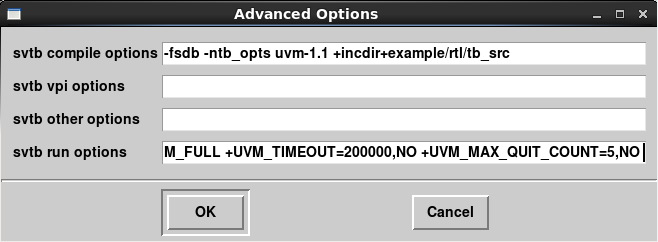 Advanced Options
svtb compile options -fsdb -ntb_opts uvm-1.1 +incdir+example/rtl/tb_src
svtb vpi options
svtb other options
svtb run options M_FULL +UVM_TIMEOUT=200000,NO +UVM_MAX_QUIT_COUNT=5,NO
OK Cancel